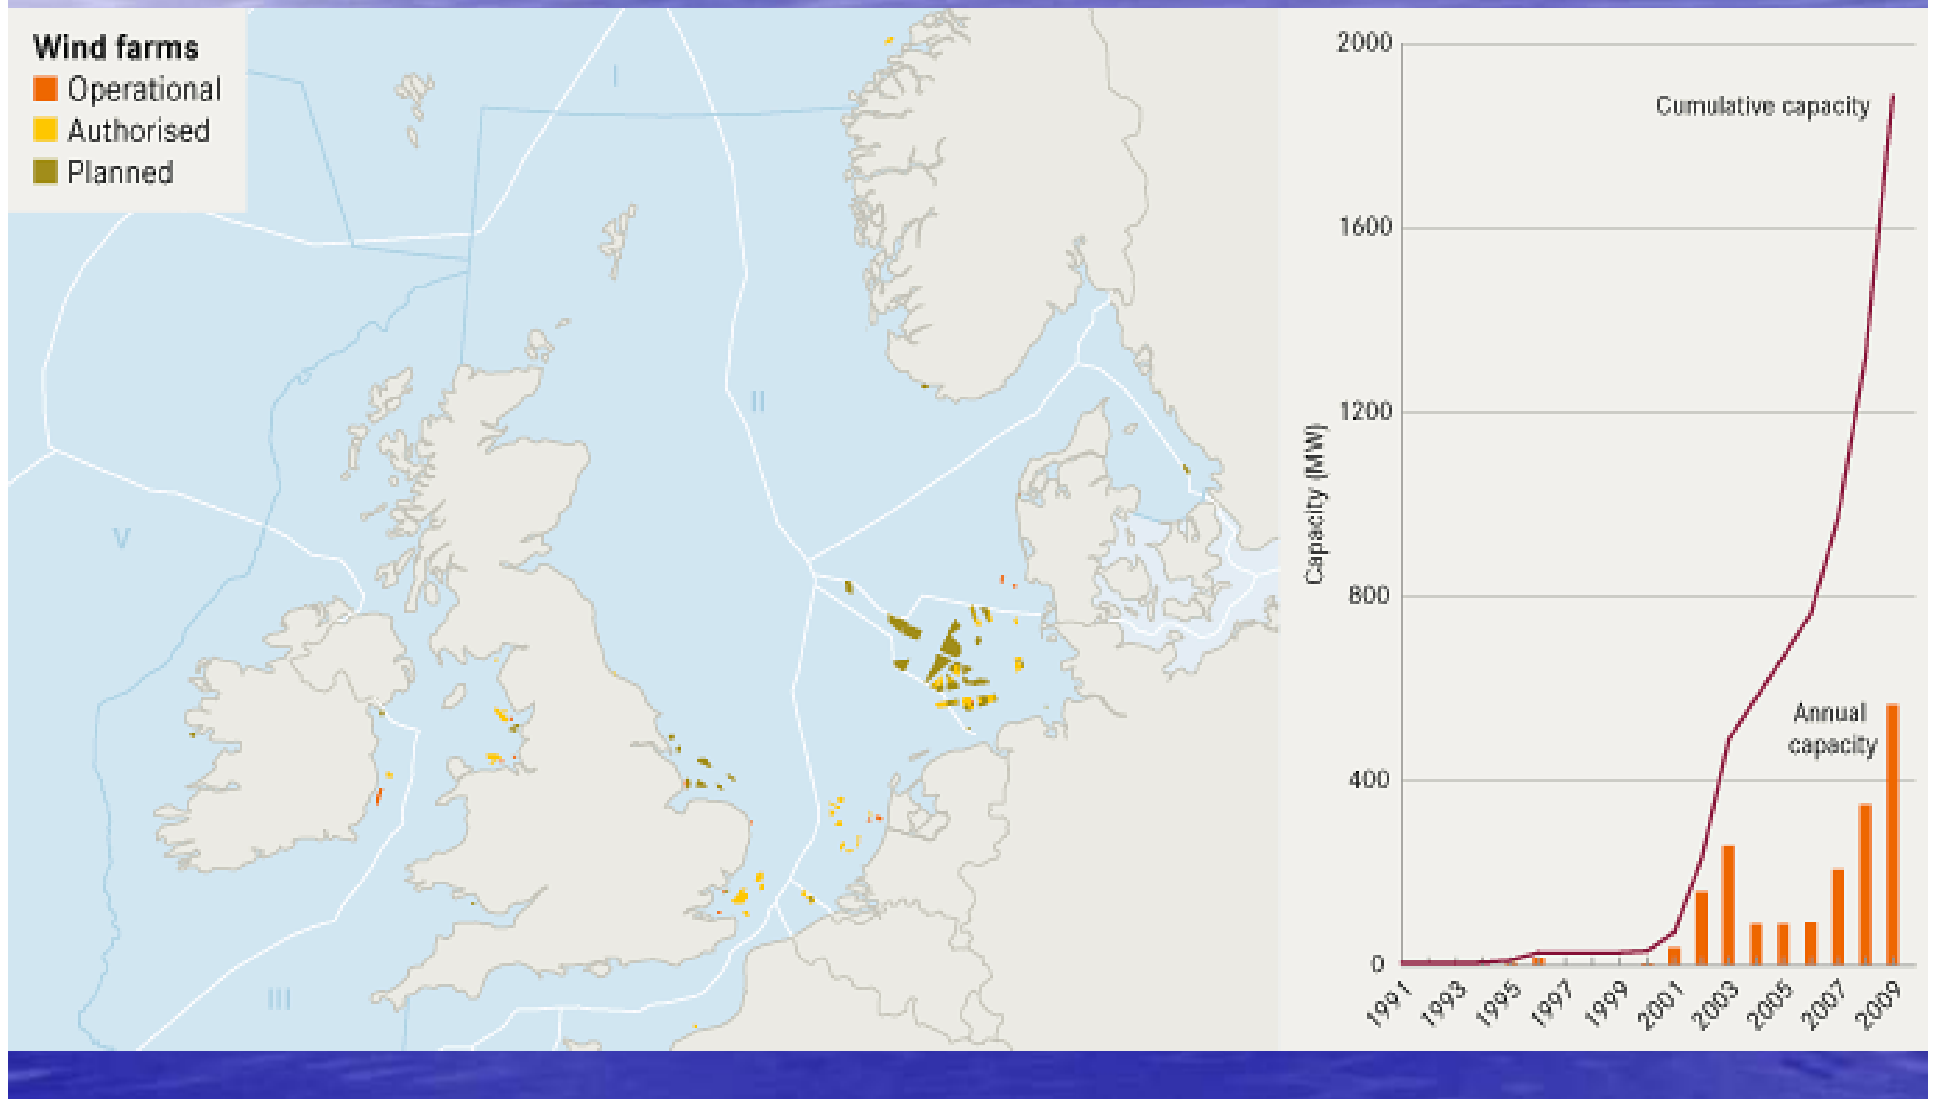 Wind farms
Operational
Authorised
Planned
I
II
V
III
2000
1600
1200
800
400
0
Capacity (MW)
Cumulative capacity
Annual
capacity
1991
1993
1995
1997
1999
2001
2003
2005
2007
2009